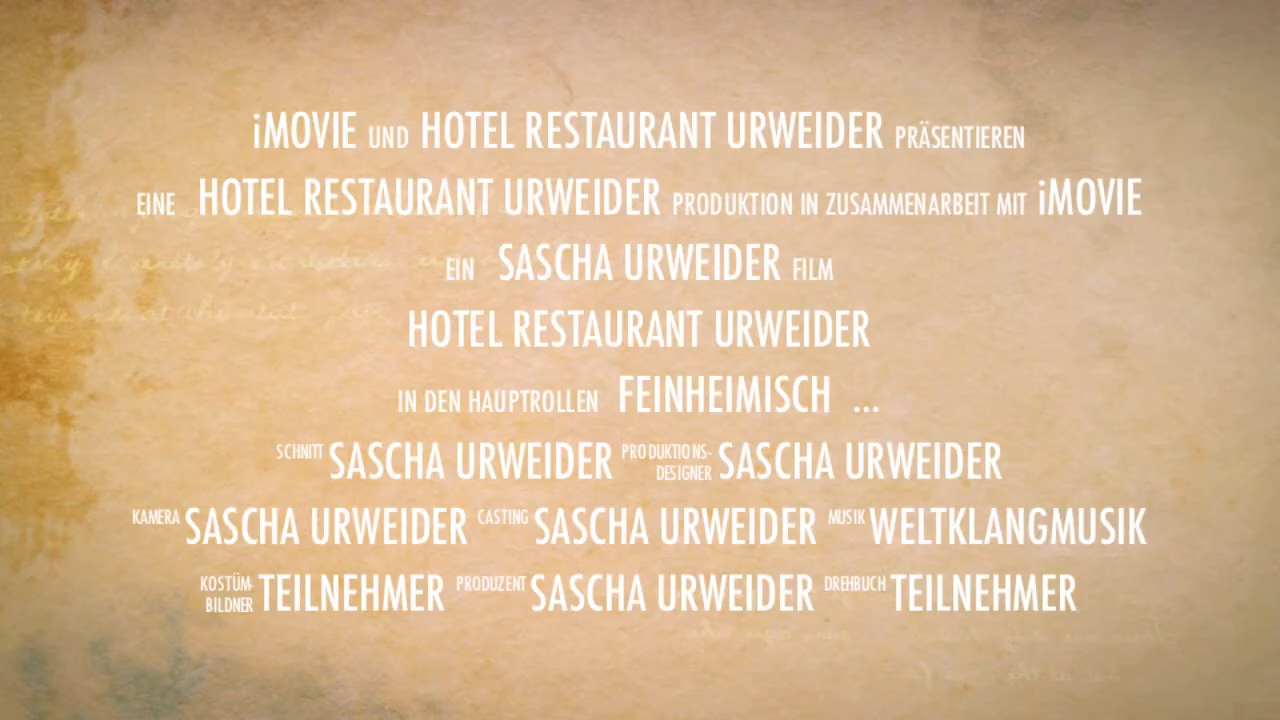 iMOVIE UND HOTEL RESTAURANT URWEIDER PRÄSENTIEREN
EINE HOTEL RESTAURANT URWEIDER PRODUKTION IN ZUSAMMENARBEIT MIT iMOVIE
EIN SASCHA URWEIDER FILM
HOTEL RESTAURANT URWEIDER
IN DEN HAUPTROLLEN FEINHEIMISCH ...
SCHNITT SASCHA URWEIDER PRODUKTIONS-DESIGNER SASCHA URWEIDER
KAMERA SASCHA URWEIDER CASTING SASCHA URWEIDER MUSIK WELTKLANGMUSIK
KOSTÜM-BILDNER TEILNEHMER PRODUZENT SASCHA URWEIDER DREHBUCH TEILNEHMER